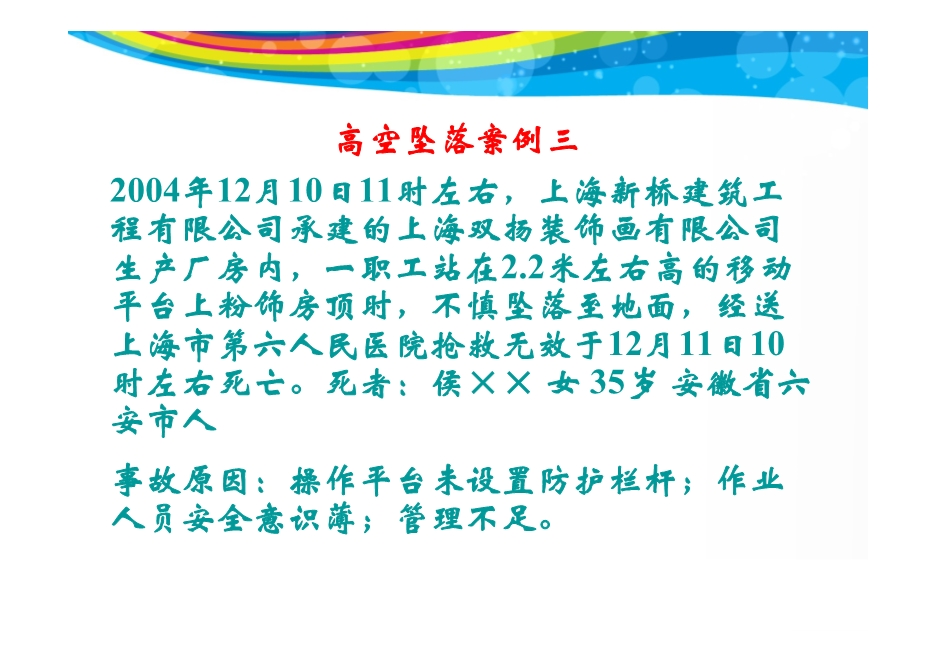 高空坠落案例三
2004年12月10日11时左右，上海新桥建筑工
程有限公司承建的上海双扬装饰画有限公司
生产厂房内，一职工站在2.2米左右高的移动
平台上粉饰房顶时，不慎坠落至地面，经送
上海市第六人民医院抢救无效于12月11日10
时左右死亡。死者：侯×× 女 35岁 安徽省六
安市人
事故原因：操作平台未设置防护栏杆；作业
人员安全意识薄；管理不足。